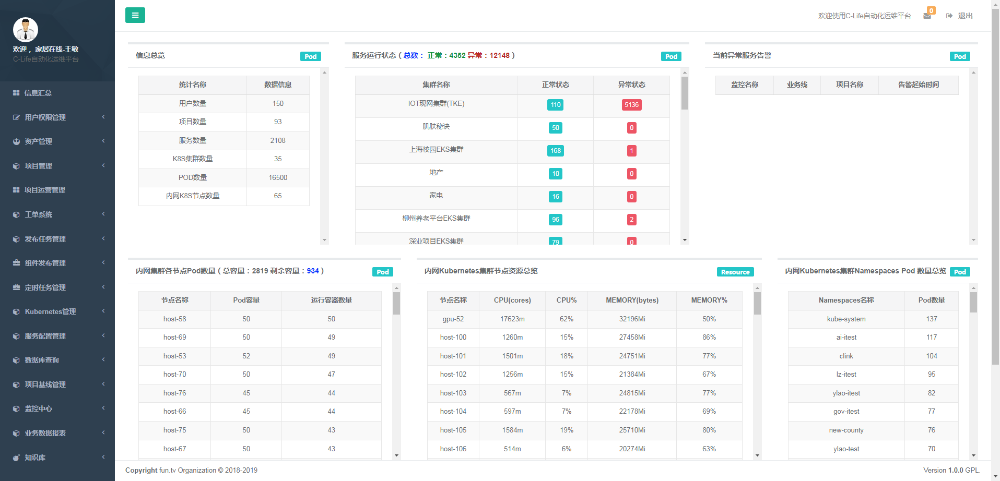 欢迎， 家居在线-王敏
C-Life自动化运维平台
信息汇总
用户权限管理
资产管理
项目管理
项目运营管理
工单系统
发布任务管理
组件发布管理
定时任务管理
Kubernetes管理
服务配置管理
数据库查询
项目基线管理
监控中心
业务数据报表
知识库
欢迎使用C-Life自动化运维平台 0 退出
信息总览 Pod
统计名称 数据信息
用户数量 150
项目数量 93
服务数量 2108
K8S集群数量 35
POD数量 16500
内网K8S节点数量 65
服务运行状态 ( 总数： 正常：4352 异常：12148 ) Pod
集群名称 正常状态 异常状态
IOT现网集群(TKE) 110 5136
肌肤秘诀 50 0
上海校园EKS集群 168 1
地产 10 0
家电 16 0
柳州养老平台EKS集群 96 2
深业项目EKS集群 79 0
当前异常服务告警 Pod
监控名称 业务线 项目名称 告警起始时间
内网集群各节点Pod数量 ( 总容量：2819 剩余容量：934 ) Pod
节点名称 Pod容量 运行容器数量
host-58 50 50
host-69 50 49
host-53 52 49
host-70 50 47
host-76 45 44
host-66 45 44
host-75 50 43
host-67 50 43
内网Kubernetes集群节点资源总览 Resource
节点名称 CPU(cores) CPU% MEMORY(bytes) MEMORY%
gpu-52 17623m 62% 32196Mi 50%
host-100 1260m 15% 27458Mi 86%
host-101 1501m 18% 24751Mi 77%
host-102 1256m 15% 21384Mi 67%
host-103 567m 7% 24815Mi 77%
host-104 597m 7% 22178Mi 69%
host-105 1584m 19% 25710Mi 80%
host-106 514m 6% 20274Mi 63%
内网Kubernetes集群Namespaces Pod 数量总览 Pod
Namespaces名称 Pod数量
kube-system 137
ai-itest 117
clink 104
lz-itest 95
ylao-itest 82
gov-itest 77
new-county 76
ylao-test 70
Copyright fun.tv Organization © 2018-2019
Version 1.0.0 GPL.